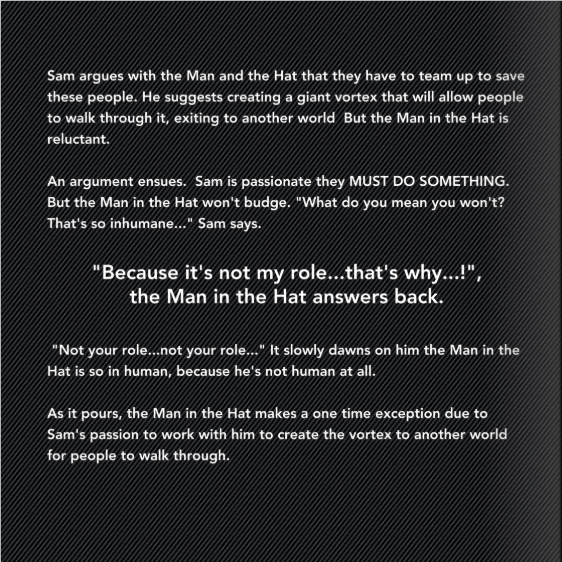 Sam argues with the Man and the Hat that they have to team up to save
these people. He suggests creating a giant vortex that will allow people
to walk through it, exiting to another world  But the Man in the Hat is
reluctant.
An argument ensues.  Sam is passionate they MUST DO SOMETHING.
But the Man in the Hat won't budge. "What do you mean you won't?
That's so inhumane..." Sam says.
"Because it's not my role...that's why...!",
the Man in the Hat answers back.
"Not your role...not your role..." It slowly dawns on him the Man in the
Hat is so in human, because he's not human at all.
As it pours, the Man in the Hat makes a one time exception due to
Sam's passion to work with him to create the vortex to another world
for people to walk through.